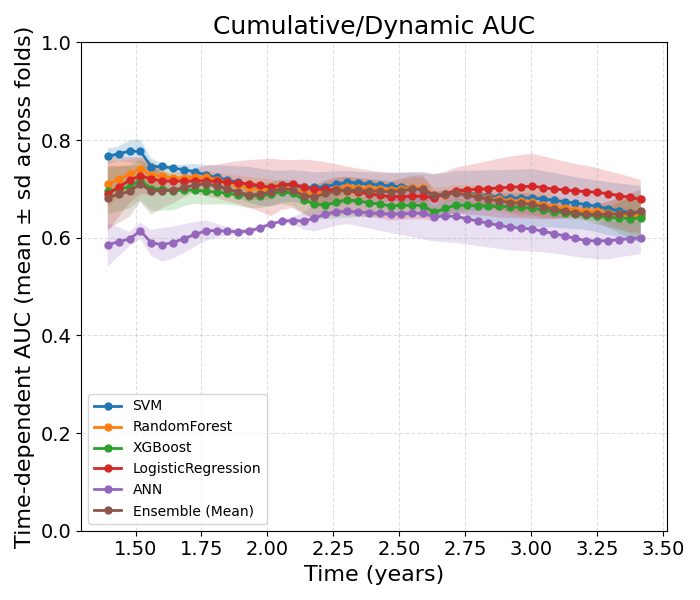 Cumulative/Dynamic AUC
Time-dependent AUC (mean ± sd across folds)
1.0
0.8
0.6
0.4
0.2
0.0
SVM
RandomForest
XGBoost
LogisticRegression
ANN
Ensemble (Mean)
1.50 1.75 2.00 2.25 2.50 2.75 3.00 3.25 3.50
Time (years)